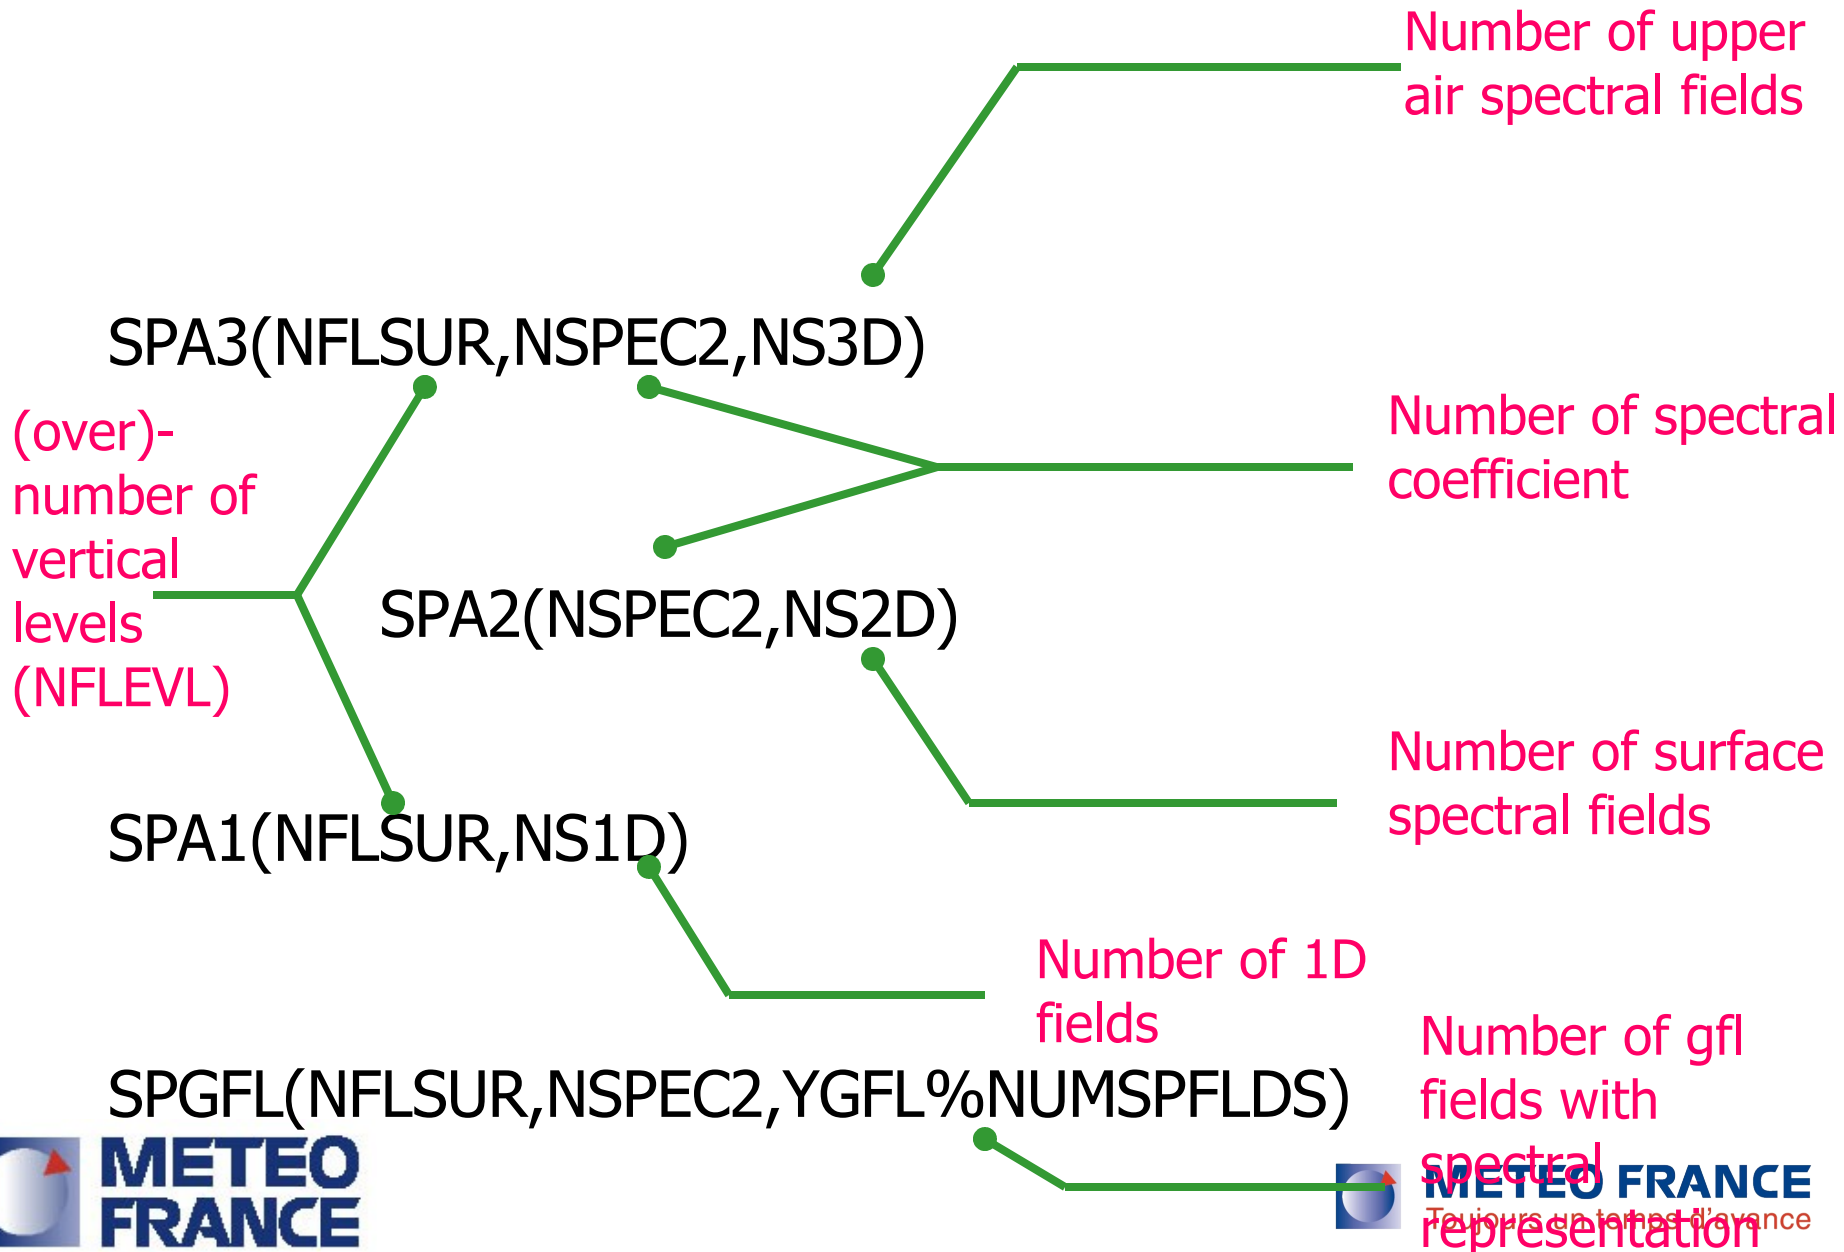 Number of upper
air spectral fields
SPA3(NFLSUR,NSPEC2,NS3D)
(over)-
number of
vertical
levels
(NFLEVL)
Number of spectral
coefficient
SPA2(NSPEC2,NS2D)
Number of surface
spectral fields
SPA1(NFLSUR,NS1D)
Number of 1D
fields
SPGFL(NFLSUR,NSPEC2,YGFL%NUMSPFLDS)
Number of gfl
fields with
spectral
representation
METEO
FRANCE
METEO FRANCE
Toujours un temps d'avance